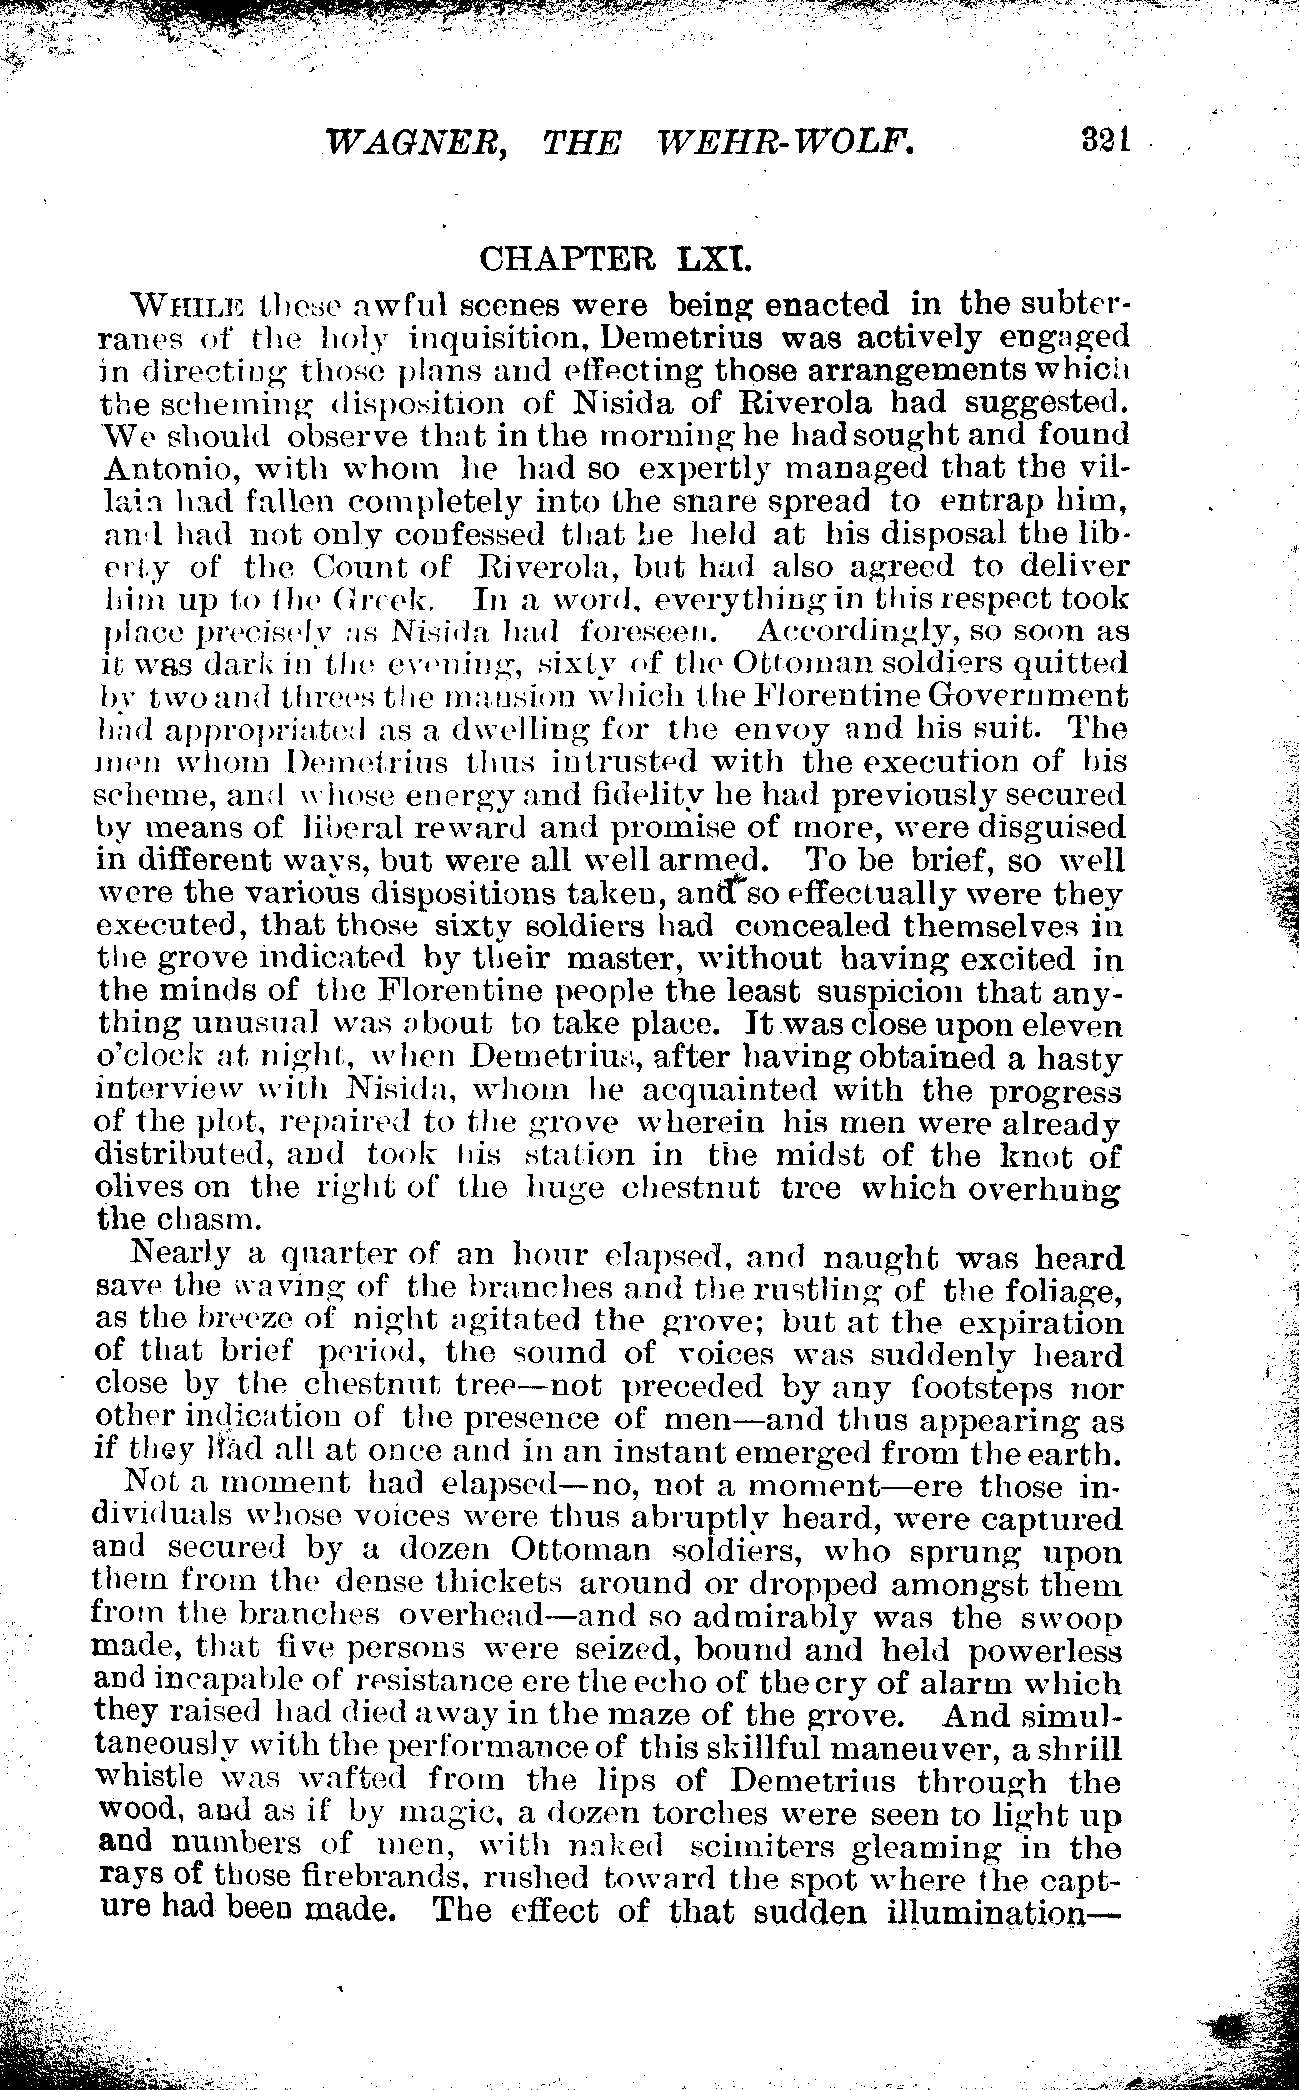 WAGNER, THE WEHR-WOLF. 321
CHAPTER LXI.
WHILE these awful scenes were being enacted in the subter-
ranes of the holy inquisition, Demetrius was actively engaged
in directing those plans and effecting those arrangements which
the scheming disposition of Nisida of Riverola had suggested.
We should observe that in the morning he had sought and found
Antonio, with whom he had so expertly managed that the vil-
lain had fallen completely into the snare spread to entrap him,
and had not only confessed that he held at his disposal the lib-
erty of the Count of Riverola, but had also agreed to deliver
him up to the Greek. In a word, everything in this respect took
place precisely as Nisida had foreseen. Accordingly, so soon as
it was dark in the evening, sixty of the Ottoman soldiers quitted
by two and threes the mansion which the Florentine Government
had appropriated as a dwelling for the envoy and his suit. The
men whom Demetrius thus intrusted with the execution of his
scheme, and whose energy and fidelity he had previously secured
by means of liberal reward and promise of more, were disguised
in different ways, but were all well armed. To be brief, so well
were the various dispositions taken, and so effectually were they
executed, that those sixty soldiers had concealed themselves in
the grove indicated by their master, without having excited in
the minds of the Florentine people the least suspicion that any-
thing unusual was about to take place. It was close upon eleven
o'clock at night, when Demetrius, after having obtained a hasty
interview with Nisida, whom he acquainted with the progress
of the plot, repaired to the grove wherein his men were already
distributed, and took his station in the midst of the knot of
olives on the right of the huge chestnut tree which overhung
the chasm.
Nearly a quarter of an hour elapsed, and naught was heard
save the waving of the branches and the rustling of the foliage,
as the breeze of night agitated the grove; but at the expiration
of that brief period, the sound of voices was suddenly heard
close by the chestnut tree—not preceded by any footsteps nor
other indication of the presence of men—and thus appearing as
if they had all at once and in an instant emerged from the earth.
Not a moment had elapsed—no, not a moment—ere those in-
dividuals whose voices were thus abruptly heard, were captured
and secured by a dozen Ottoman soldiers, who sprung upon
them from the dense thickets around or dropped amongst them
from the branches overhead—and so admirably was the swoop
made, that five persons were seized, bound and held powerless
and incapable of resistance ere the echo of the cry of alarm which
they raised had died away in the maze of the grove. And simul-
taneously with the performance of this skillful maneuver, a shrill
whistle was wafted from the lips of Demetrius through the
wood, and as if by magic, a dozen torches were seen to light up
and numbers of men, with naked scimiters gleaming in the
rays of those firebrands, rushed toward the spot where the capt-
ure had been made. The effect of that sudden illumination—